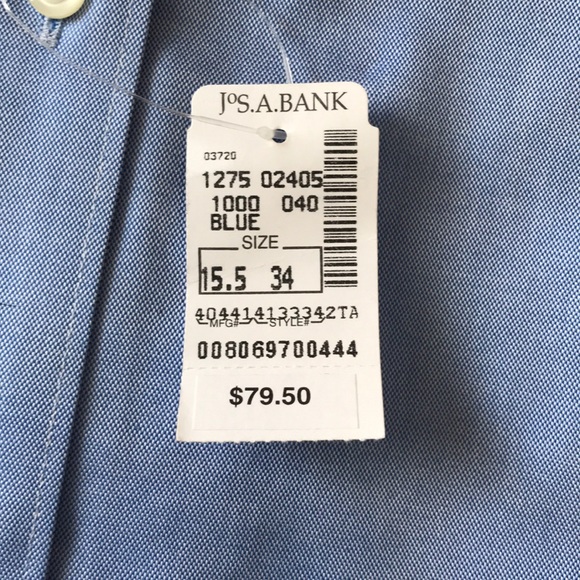 JoS.A.BANK
03720
1275 02405
1000 040
BLUE
SIZE
15.5 34
404414133342TA
MFG# STYLE#
008069700444
$79.50